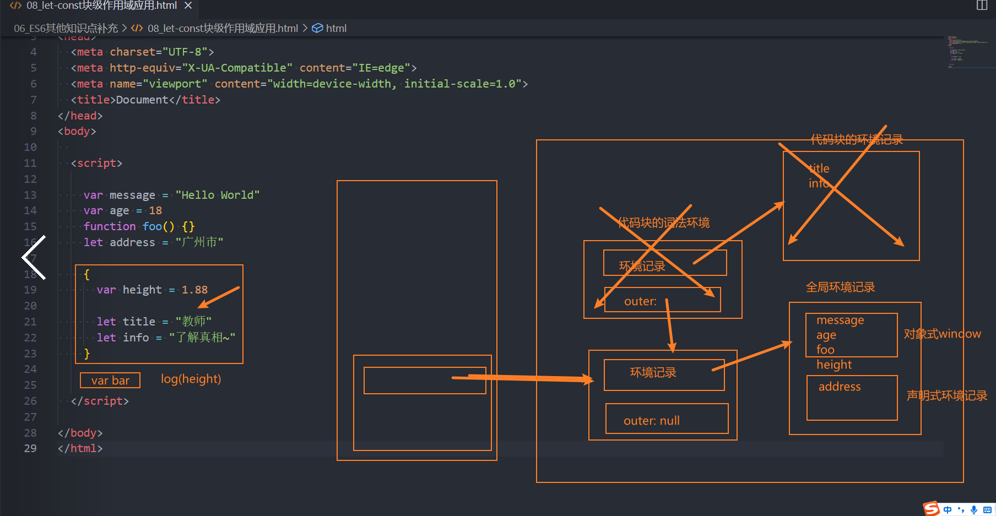 08_let-const块级作用域应用.html
06_ES6其他知识点补充 > 08_let-const块级作用域应用.html > html
3 <head>
4 <meta charset="UTF-8">
5 <meta http-equiv="X-UA-Compatible" content="IE=edge">
6 <meta name="viewport" content="width=device-width, initial-scale=1.0">
7 <title>Document</title>
8 </head>
9 <body>
10
11 <script>
12
13 var message = "Hello World"
14 var age = 18
15 function foo() {}
16 let address = "广州市"
17
18 {
19 var height = 1.88
20
21 let title = "教师"
22 let info = "了解真相~"
23 }
24
25
26 </script>
27
28 </body>
29 </html>
var bar
log(height)
代码块的词法环境
环境记录
outer:
环境记录
outer: null
代码块的环境记录
title
info
全局环境记录
message
age
foo
height
对象式window
address
声明式环境记录
中